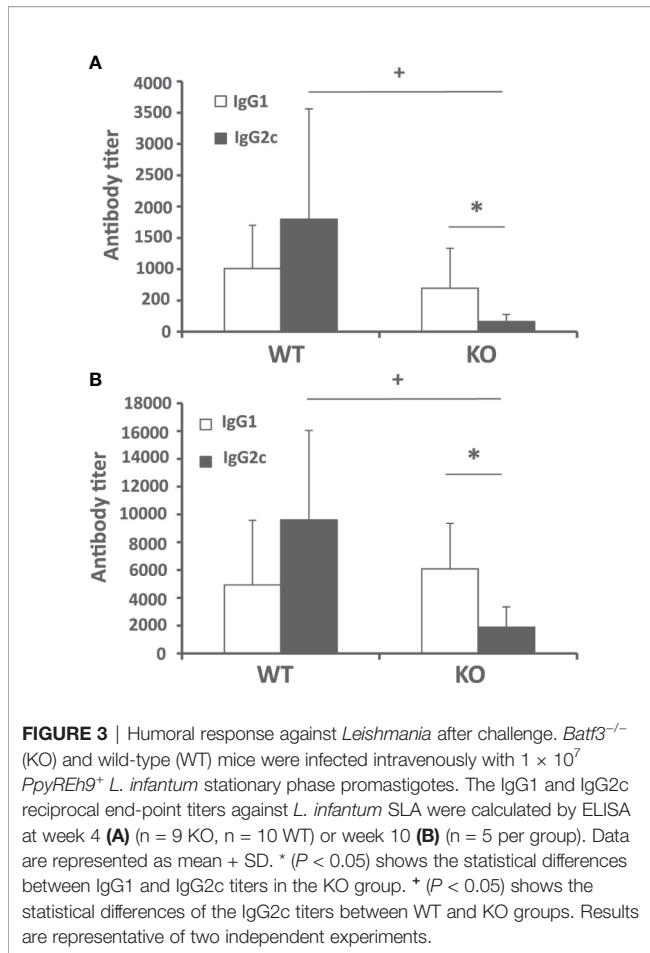 A
+
4000
IgG1
3500
IgG2c
3000
2000
*
1500
1000
200
0
WT
KO
Antibody titer
B
+
18000
IgG1
16000
14000
IgG2c
*
12000
10000
8000
6000
4000
2000
0
WT
KO
Antibody titer
FIGURE 3 | Humoral response against Leishmania after challenge. Batf3−/−
(KO) and wild-type (WT) mice were infected intravenously with 1 × 10⁷
PpyREh9⁺ L. infantum stationary phase promastigotes. The IgG1 and IgG2c
reciprocal end-point titers against L. infantum SLA were calculated by ELISA
at week 4 (A) (n = 9 KO, n = 10 WT) or week 10 (B) (n = 5 per group). Data
are represented as mean + SD. * (P < 0.05) shows the statistical differences
between IgG1 and IgG2c titers in the KO group. ⁺ (P < 0.05) shows the
statistical differences of the IgG2c titers between WT and KO groups. Results
are representative of two independent experiments.